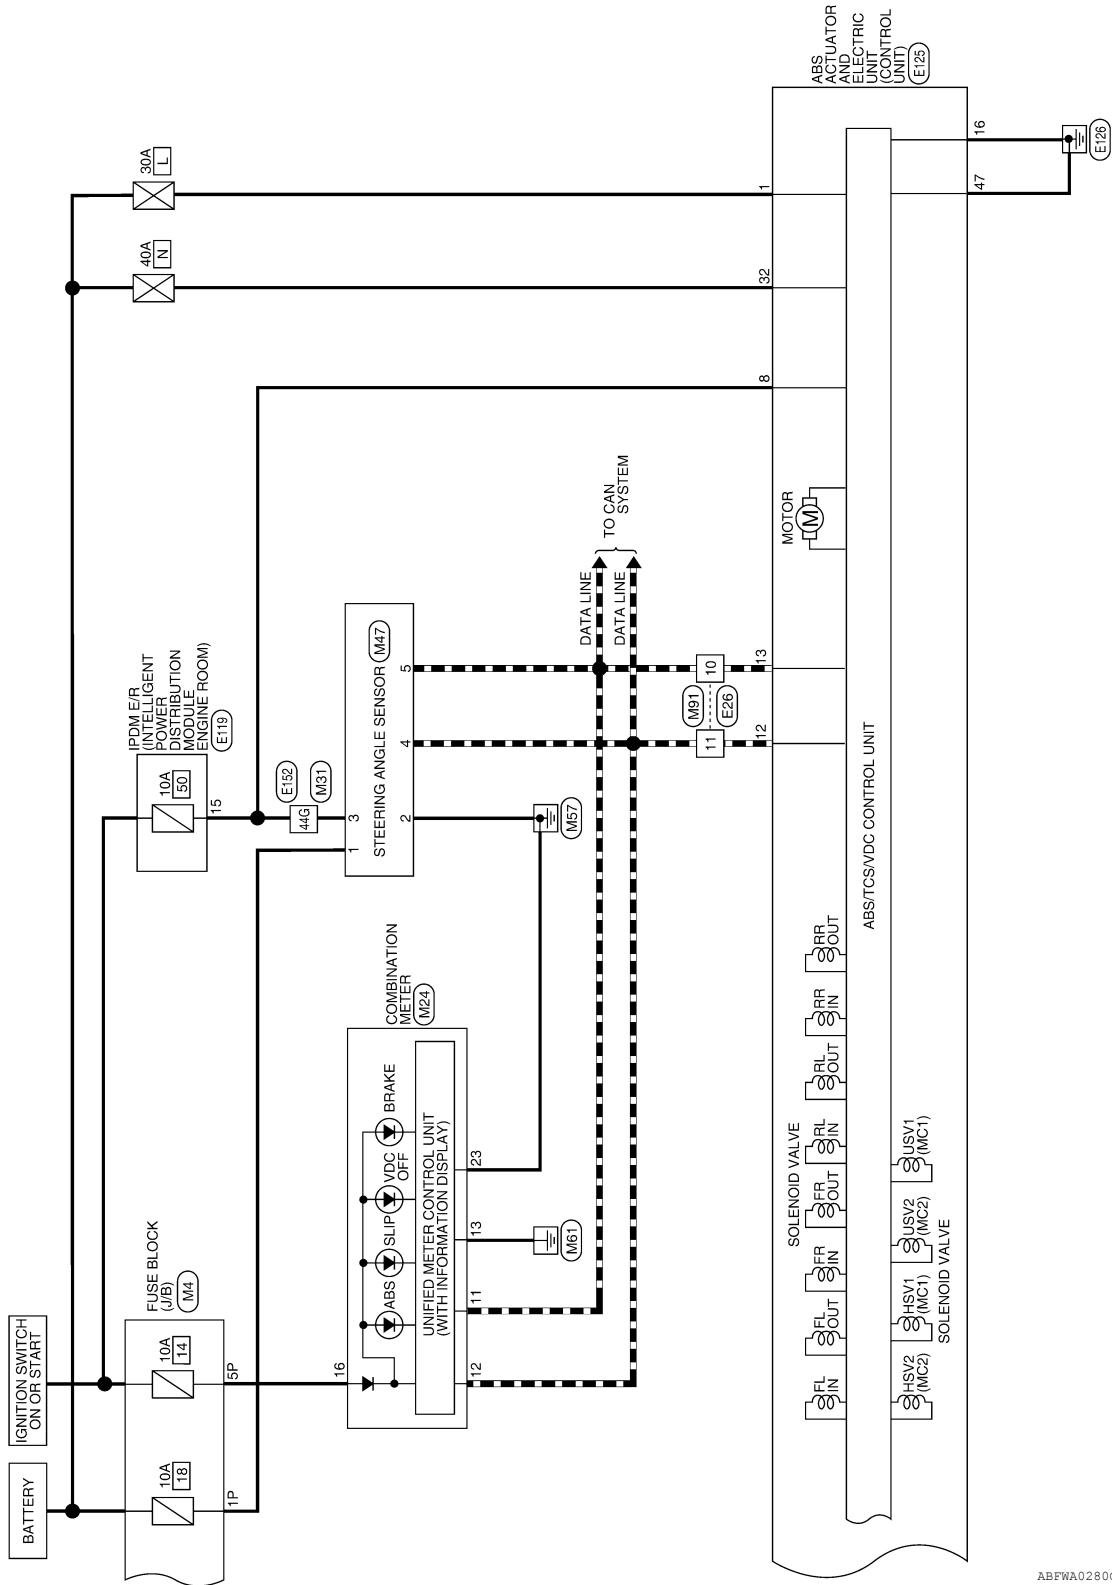 BATTERY
IGNITION SWITCH
ON OR START
FUSE BLOCK
(J/B)
M4
10A
18
10A
14
1P
5P
IPDM E/R
(INTELLIGENT
POWER
DISTRIBUTION
MODULE
ENGINE ROOM)
E119
10A
50
15
40A
N
30A
L
E152
M31
44G
COMBINATION
METER
M24
16
ABS
SLIP
VDC
OFF
BRAKE
UNIFIED METER CONTROL UNIT
(WITH INFORMATION DISPLAY)
12
11
13
23
M61
M57
1
3
STEERING ANGLE SENSOR
M47
2
4
5
DATA LINE
DATA LINE
TO CAN
SYSTEM
M91
E26
11
10
12
13
8
32
1
ABS
ACTUATOR
AND
ELECTRIC
UNIT
(CONTROL
UNIT)
E125
SOLENOID VALVE
FL
IN
FL
OUT
FR
IN
FR
OUT
RL
IN
RL
OUT
RR
IN
RR
OUT
MOTOR
M
ABS/TCS/VDC CONTROL UNIT
HSV2
(MC2)
HSV1
(MC1)
USV2
(MC2)
USV1
(MC1)
SOLENOID VALVE
47
16
E126